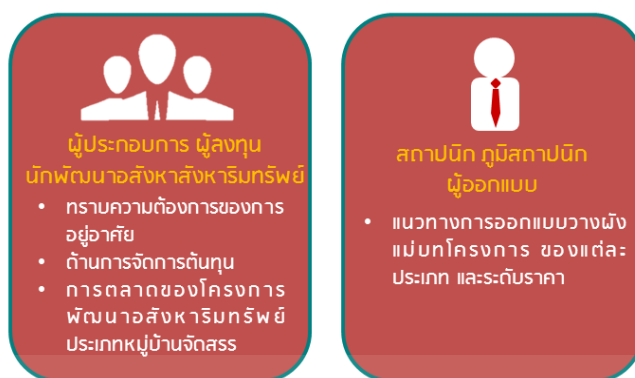 ผู้ประกอบการ ผู้ลงทุน
นักพัฒนาอสังหาสังหาริมทรัพย์
• ทราบความต้องการของการ
อยู่อาศัย
• ด้านการจัดการต้นทุน
• การตลาดของโครงการ
พัฒนาอสังหาริมทรัพย์
ประเภทหมู่บ้านจัดสรร
สถาปนิก ภูมิสถาปนิก
ผู้ออกแบบ
• แนวทางการออกแบบวางผัง
แม่บทโครงการ ของแต่ละ
ประเภท และระดับราคา